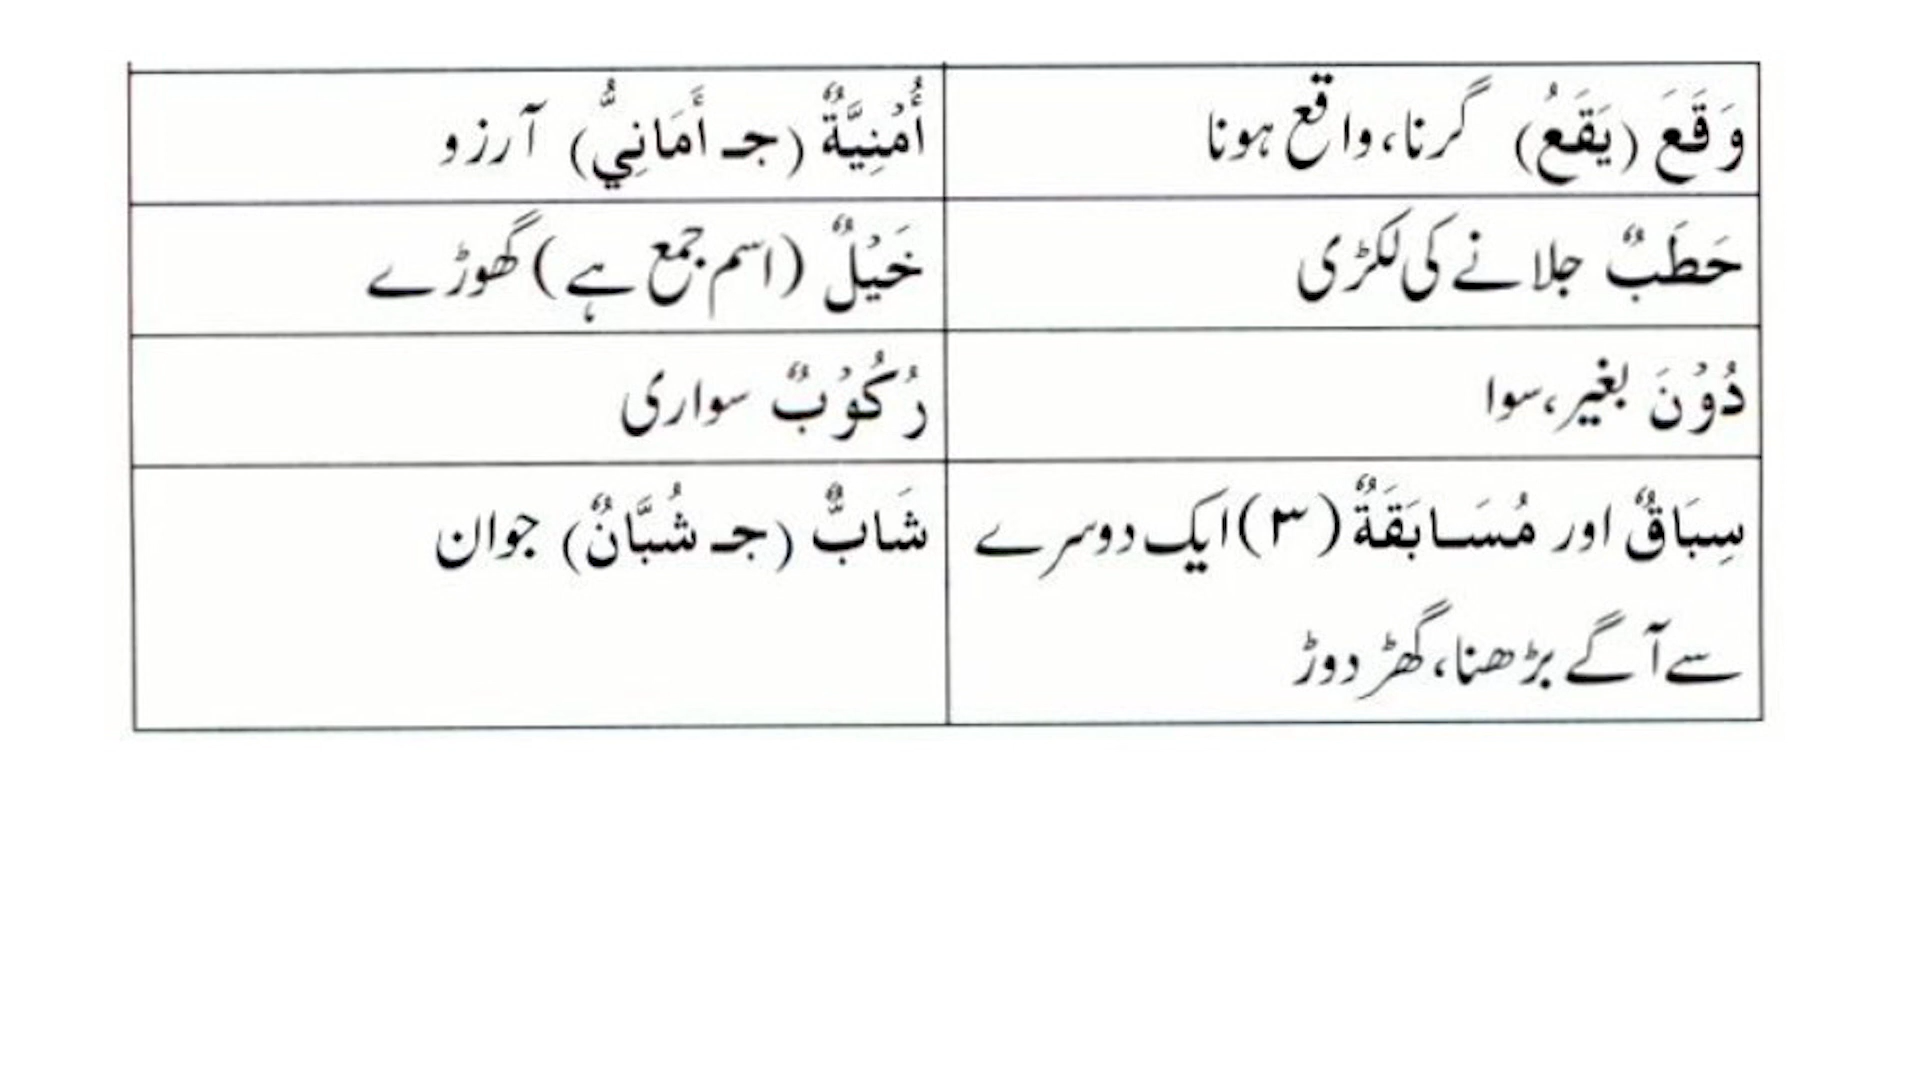 وَقَعَ (يَقَعُ) گرنا، واقع ہونا
أُمْنِيَّةٌ (جـ أَمَانِيُّ) آرزو
حَطَبٌ جلانے کی لکڑی
خَيْلٌ (اسم جمع ہے) گھوڑے
دُوْنَ بغیر، سوا
رُكُوْبٌ سواری
سِبَاقٌ اور مُسَابَقَةٌ (۳) ایک دوسرے
سے آگے بڑھنا، گھڑ دوڑ
شَابٌّ (جـ شُبَّانٌ) جوان